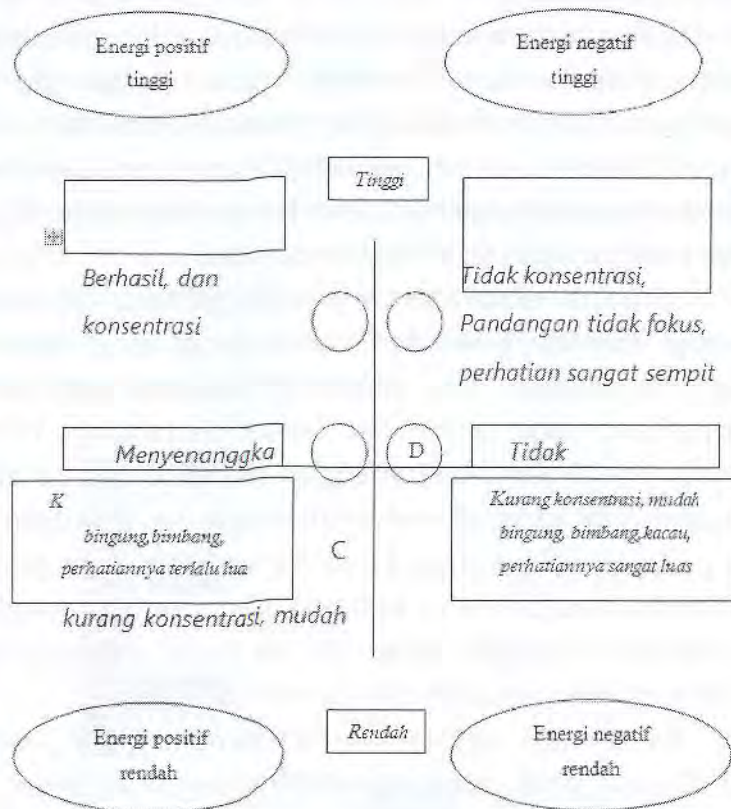 Energi positif
tinggi
Energi negatif
tinggi
Tinggi
Berhasil, dan
konsentrasi
Tidak konsentrasi,
Pandangan tidak fokus,
perhatian sangat sempit
Menyenanggka
D
Tidak
K
bingung,bimbang,
perhatiannya terlalu lua
C
Kurang konsentrasi, mudah
bingung, bimbang,kacau,
perhatiannya sangat luas
kurang konsentrasi, mudah
Energi positif
rendah
Rendah
Energi negatif
rendah